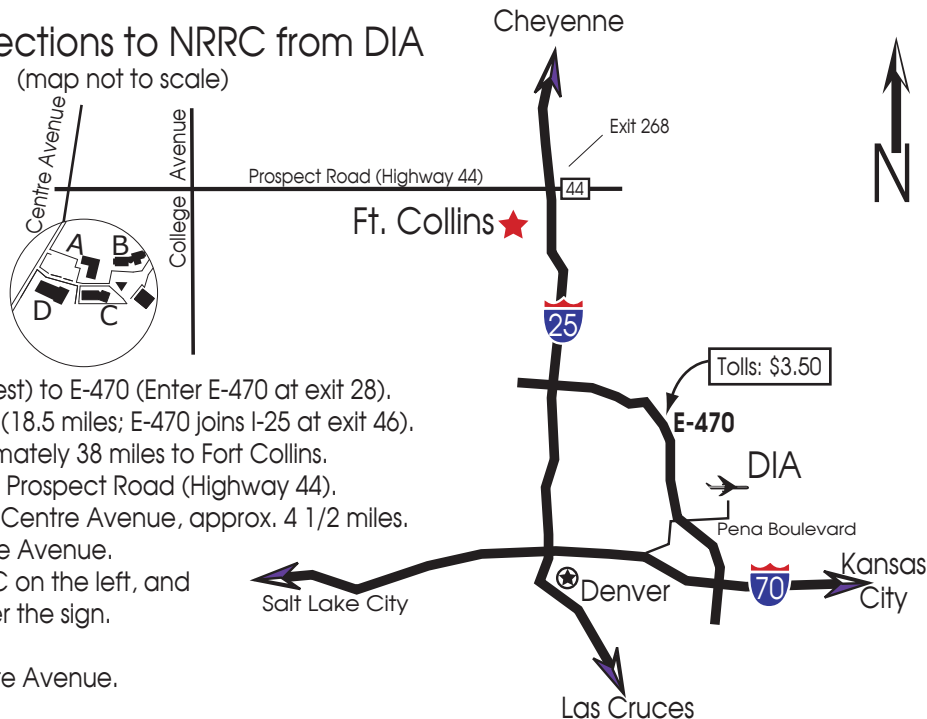 ections to NRRC from DIA
(map not to scale)
Cheyenne
N
Exit 268
Centre Avenue
College Avenue
Prospect Road (Highway 44)
44
Ft. Collins
A
B
C
D
25
est) to E-470 (Enter E-470 at exit 28).
(18.5 miles; E-470 joins I-25 at exit 46).
mately 38 miles to Fort Collins.
Prospect Road (Highway 44).
Centre Avenue, approx. 4 1/2 miles.
e Avenue.
C on the left, and
er the sign.
re Avenue.
Tolls: $3.50
E-470
DIA
Pena Boulevard
Kansas
City
70
Denver
Salt Lake City
Las Cruces